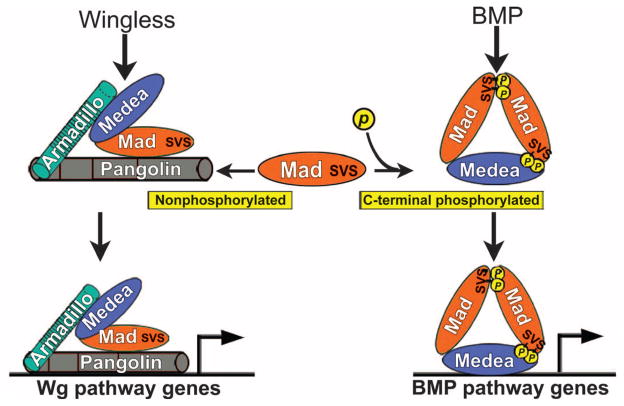 Wingless
BMP
Armadillo
Medea
Mad SVS
Pangolin
Nonphosphorylated
p
Mad SVS
C-terminal phosphorylated
SVS
P
P
Mad
Mad
SVS
P P
Medea
Armadillo
Medea
Mad SVS
Pangolin
Wg pathway genes
SVS
P
P
Mad
Mad
SVS
P P
Medea
BMP pathway genes